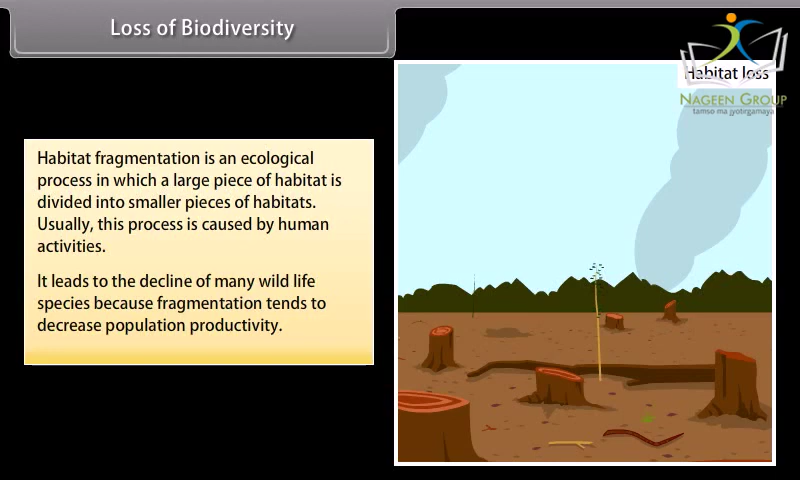 Loss of Biodiversity
Habitat loss
NAGEEN GROUP
tamso ma jyotirgamaya
Habitat fragmentation is an ecological
process in which a large piece of habitat is
divided into smaller pieces of habitats.
Usually, this process is caused by human
activities.
It leads to the decline of many wild life
species because fragmentation tends to
decrease population productivity.